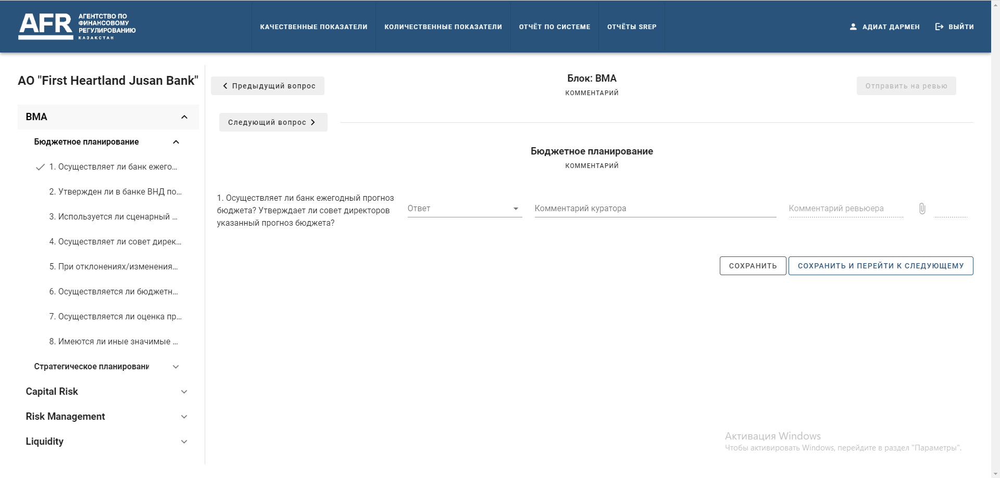 AFR
АГЕНТСТВО ПО
ФИНАНСОВОМУ
РЕГУЛИРОВАНИЮ
КАЗАХСТАН
КАЧЕСТВЕННЫЕ ПОКАЗАТЕЛИ
КОЛИЧЕСТВЕННЫЕ ПОКАЗАТЕЛИ
ОТЧЁТ ПО СИСТЕМЕ
ОТЧЁТЫ SREP
АДИАТ ДАРМЕН
ВЫЙТИ
АО "First Heartland Jusan Bank"
BMA
Бюджетное планирование
1. Осуществляет ли банк ежего...
2. Утвержден ли в банке ВНД по...
3. Используется ли сценарный ...
4. Осуществляет ли совет дирек...
5. При отклонениях/изменения...
6. Осуществляется ли бюджетн...
7. Осуществляется ли оценка пр...
8. Имеются ли иные значимые ...
Стратегическое планировани
Capital Risk
Risk Management
Liquidity
Предыдущий вопрос
Блок: BMA
КОММЕНТАРИЙ
Отправить на ревью
Следующий вопрос
Бюджетное планирование
КОММЕНТАРИЙ
1. Осуществляет ли банк ежегодный прогноз
бюджета? Утверждает ли совет директоров
указанный прогноз бюджета?
Ответ
Комментарий куратора
Комментарий ревьюера
СОХРАНИТЬ
СОХРАНИТЬ И ПЕРЕЙТИ К СЛЕДУЮЩЕМУ
Активация Windows
Чтобы активировать Windows, перейдите в раздел "Параметры".